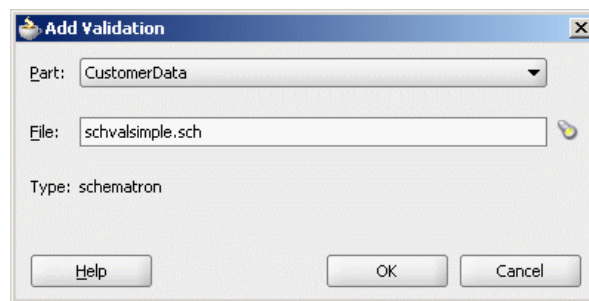 Add Validation
Part: CustomerData
File: schvalsimple.sch
Type: schematron
Help OK Cancel